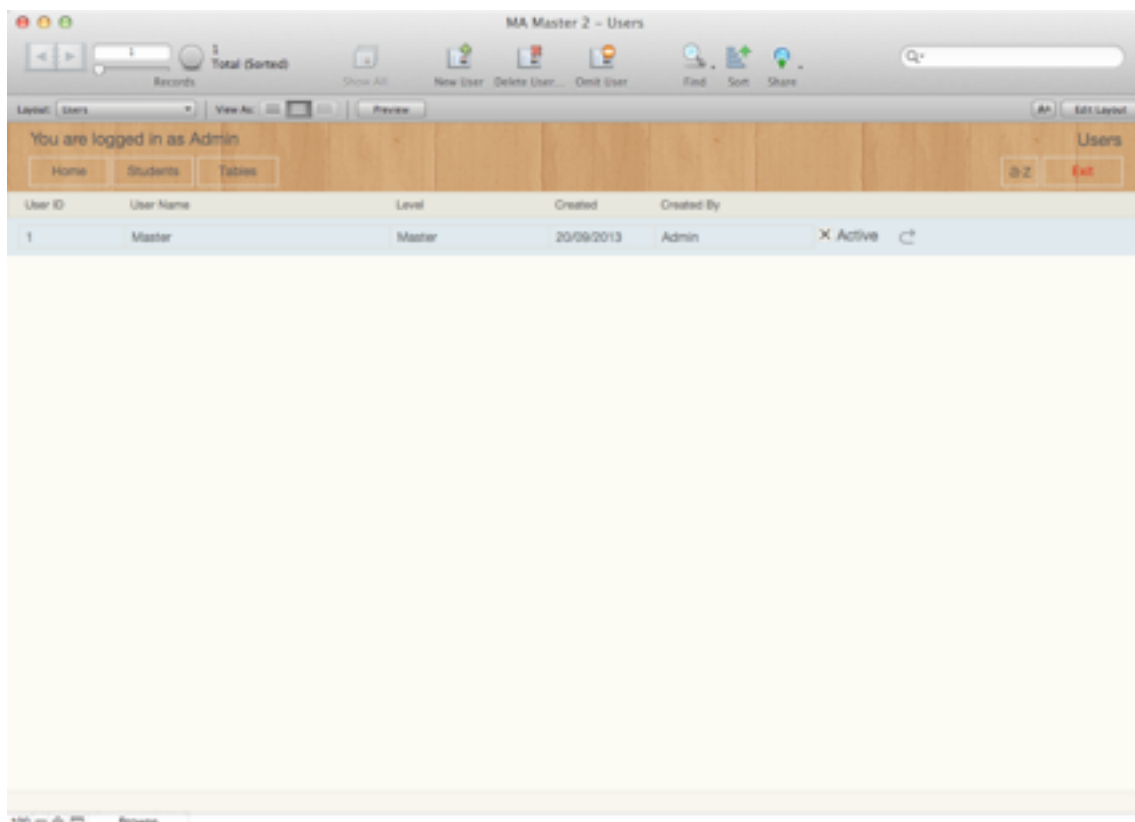 MA Master 2 – Users
1
1
Total (Sorted)
Records
Show All
New User
Delete User...
Omit User
Find
Sort
Share
Layout: Users
View As:
Preview
Edit Layout
You are logged in as Admin
Users
Home
Students
Tables
a-z
Exit
User ID
User Name
Level
Created
Created By
1
Master
Master
20/09/2013
Admin
Active
100
Browse